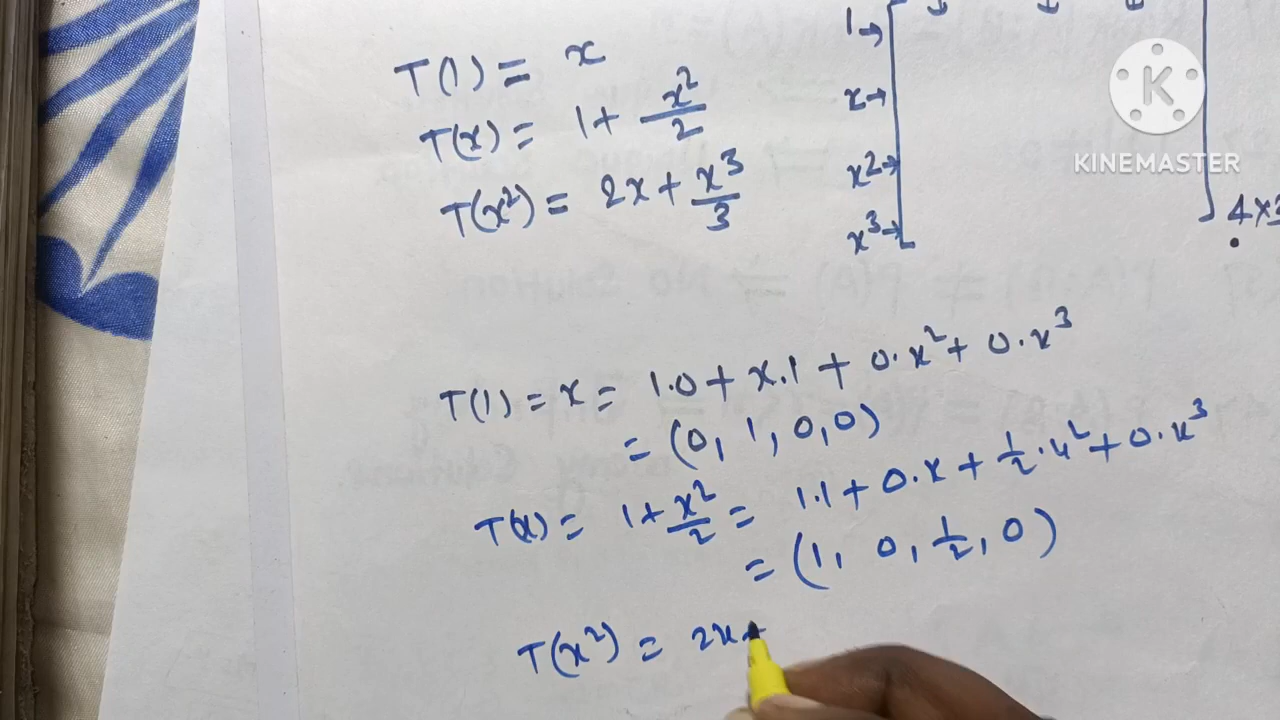 T(1) = x
T(x) = 1 + x²/2
T(x²) = 2x + x³/3
1→
x→
x²→
x³→
4×3
KINEMASTER
T(1) = x = 1.0 + x.1 + 0.x² + 0.x³
= (0, 1, 0, 0)
T(x) = 1 + x²/2 = 1.1 + 0.x + 1/2.x² + 0.x³
= (1, 0, 1/2, 0)
T(x²) = 2x +